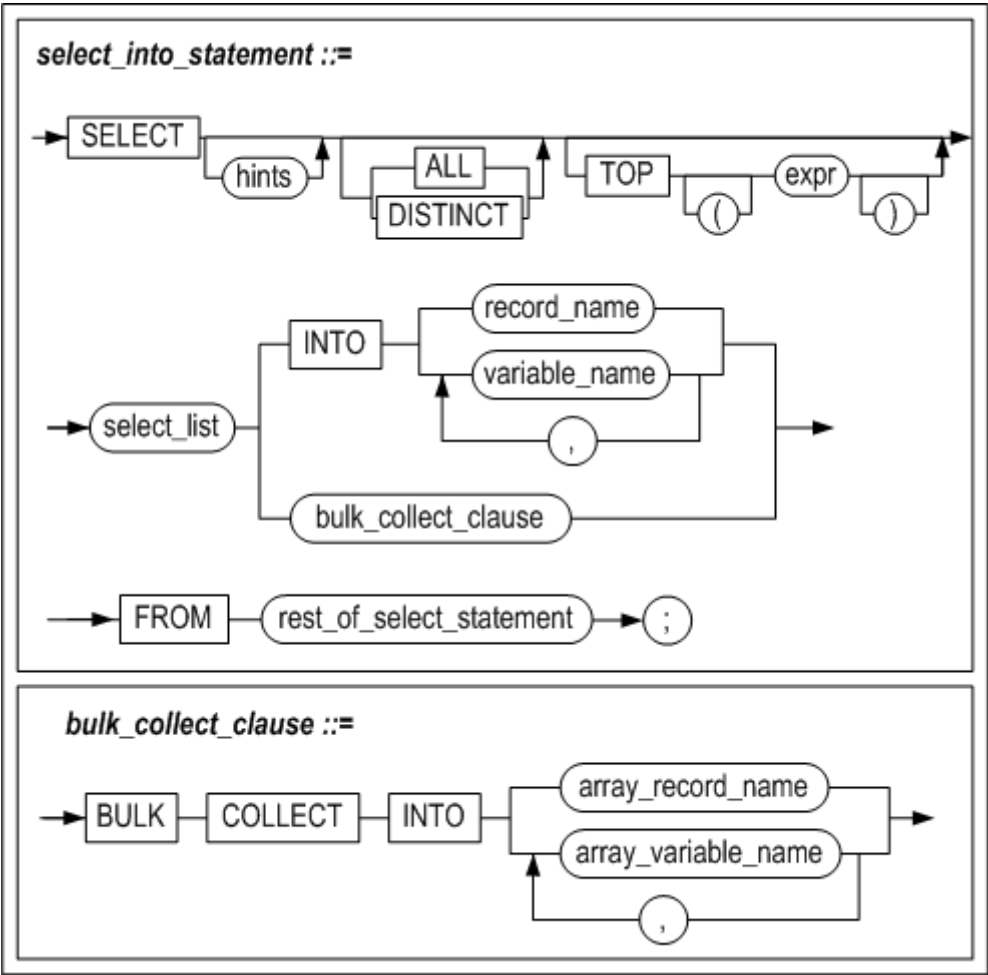 select_into_statement ::=
SELECT hints ALL DISTINCT TOP ( expr )
select_list INTO record_name variable_name , bulk_collect_clause
FROM rest_of_select_statement ;
bulk_collect_clause ::=
BULK COLLECT INTO array_record_name array_variable_name ,